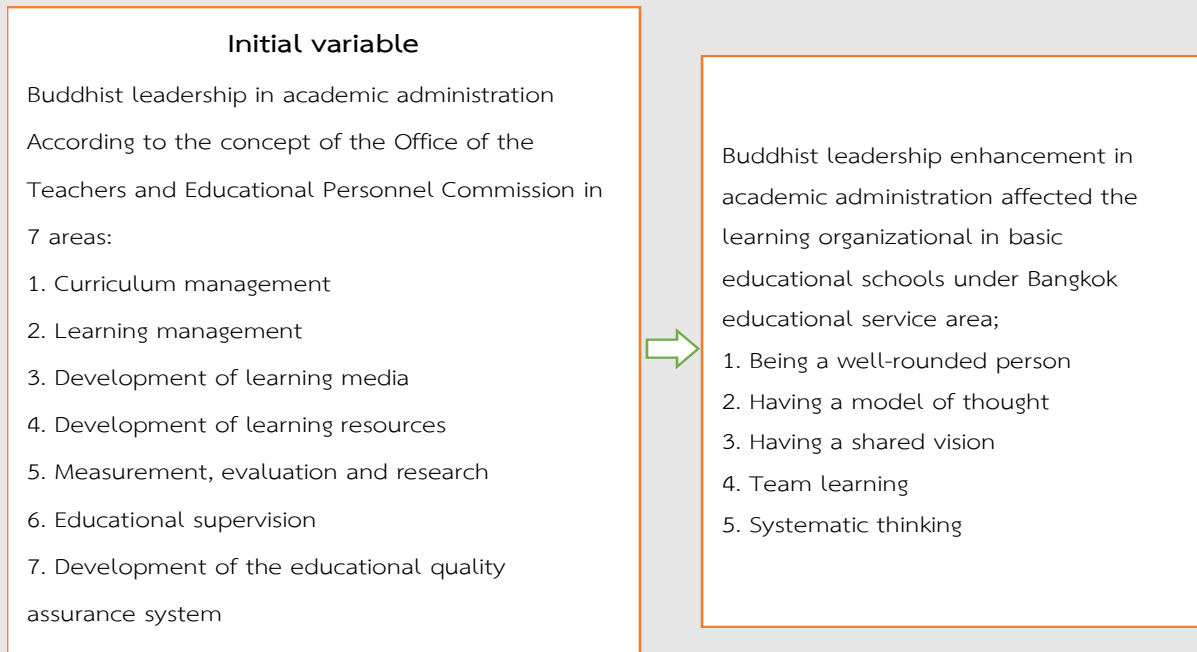 Initial variable
Buddhist leadership in academic administration
According to the concept of the Office of the
Teachers and Educational Personnel Commission in
7 areas:
1. Curriculum management
2. Learning management
3. Development of learning media
4. Development of learning resources
5. Measurement, evaluation and research
6. Educational supervision
7. Development of the educational quality
assurance system
Buddhist leadership enhancement in
academic administration affected the
learning organizational in basic
educational schools under Bangkok
educational service area;
1. Being a well-rounded person
2. Having a model of thought
3. Having a shared vision
4. Team learning
5. Systematic thinking